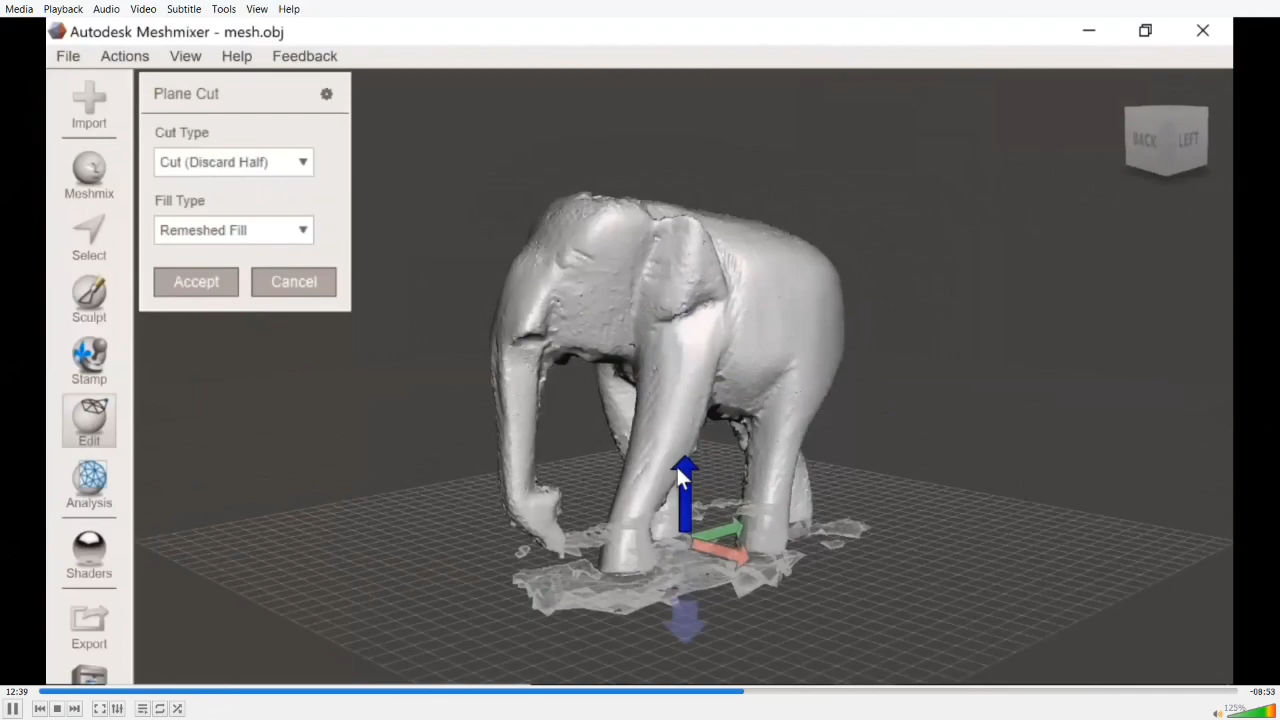 Media Playback Audio Video Subtitle Tools View Help
Autodesk Meshmixer - mesh.obj
File Actions View Help Feedback
Import
Meshmix
Select
Sculpt
Stamp
Edit
Analysis
Shaders
Export
Plane Cut
Cut Type
Cut (Discard Half)
Fill Type
Remeshed Fill
Accept Cancel
BACK LEFT
12:39 -08:53
125%